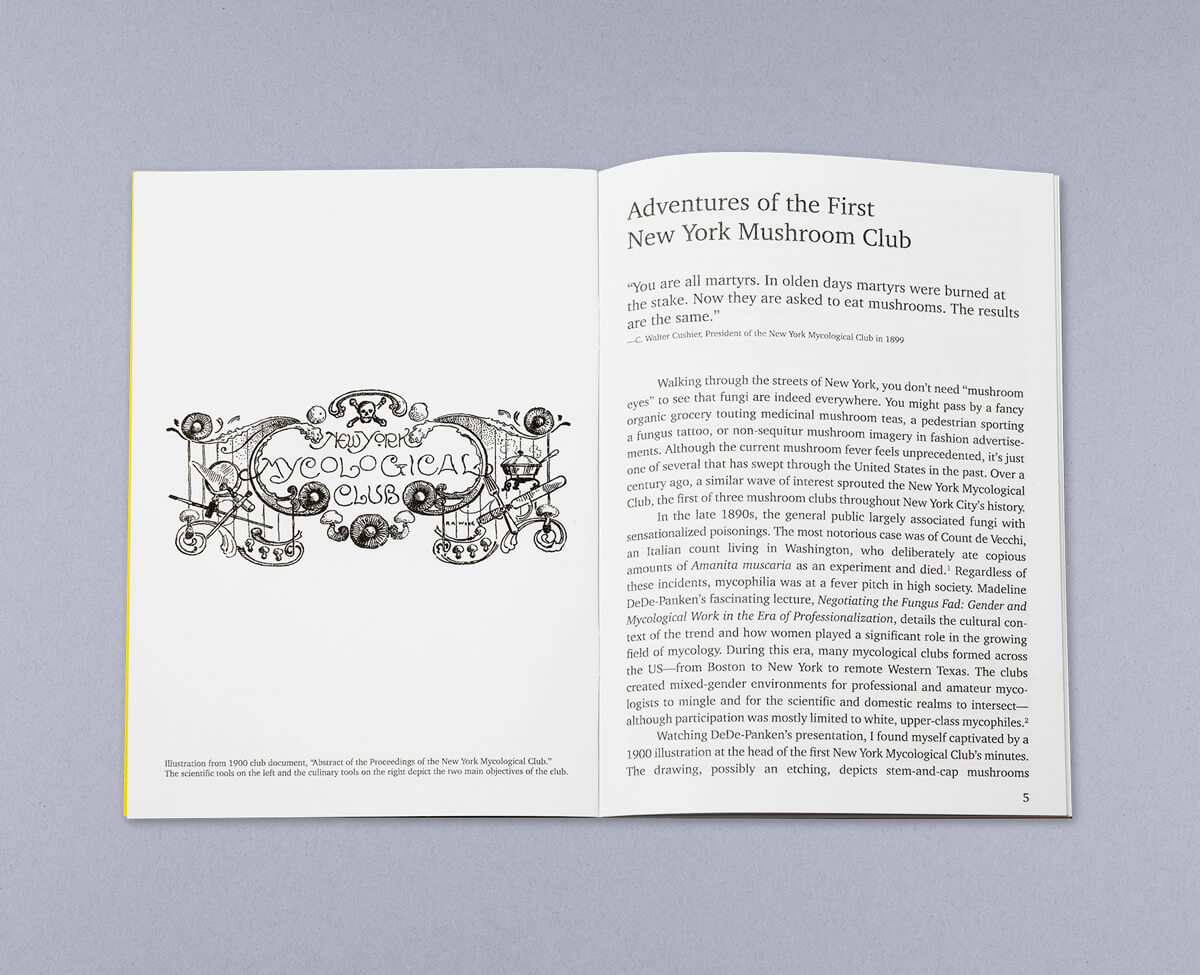 NEW YORK
MYCOLOGICAL
CLUB
Illustration from 1900 club document, “Abstract of the Proceedings of the New York Mycological Club.”
The scientific tools on the left and the culinary tools on the right depict the two main objectives of the club.
Adventures of the First
New York Mushroom Club
“You are all martyrs. In olden days martyrs were burned at
the stake. Now they are asked to eat mushrooms. The results
are the same.”
—C. Walter Cushier, President of the New York Mycological Club in 1899
Walking through the streets of New York, you don’t need “mushroom
eyes” to see that fungi are indeed everywhere. You might pass by a fancy
organic grocery touting medicinal mushroom teas, a pedestrian sporting
a fungus tattoo, or non-sequitur mushroom imagery in fashion advertise-
ments. Although the current mushroom fever feels unprecedented, it’s just
one of several that has swept through the United States in the past. Over a
century ago, a similar wave of interest sprouted the New York Mycological
Club, the first of three mushroom clubs throughout New York City’s history.
In the late 1890s, the general public largely associated fungi with
sensationalized poisonings. The most notorious case was of Count de Vecchi,
an Italian count living in Washington, who deliberately ate copious
amounts of Amanita muscaria as an experiment and died.¹ Regardless of
these incidents, mycophilia was at a fever pitch in high society. Madeline
DeDe-Panken’s fascinating lecture, Negotiating the Fungus Fad: Gender and
Mycological Work in the Era of Professionalization, details the cultural con-
text of the trend and how women played a significant role in the growing
field of mycology. During this era, many mycological clubs formed across
the US—from Boston to New York to remote Western Texas. The clubs
created mixed-gender environments for professional and amateur myco-
logists to mingle and for the scientific and domestic realms to intersect—
although participation was mostly limited to white, upper-class mycophiles.²
Watching DeDe-Panken’s presentation, I found myself captivated by a
1900 illustration at the head of the first New York Mycological Club’s minutes.
The drawing, possibly an etching, depicts stem-and-cap mushrooms
5